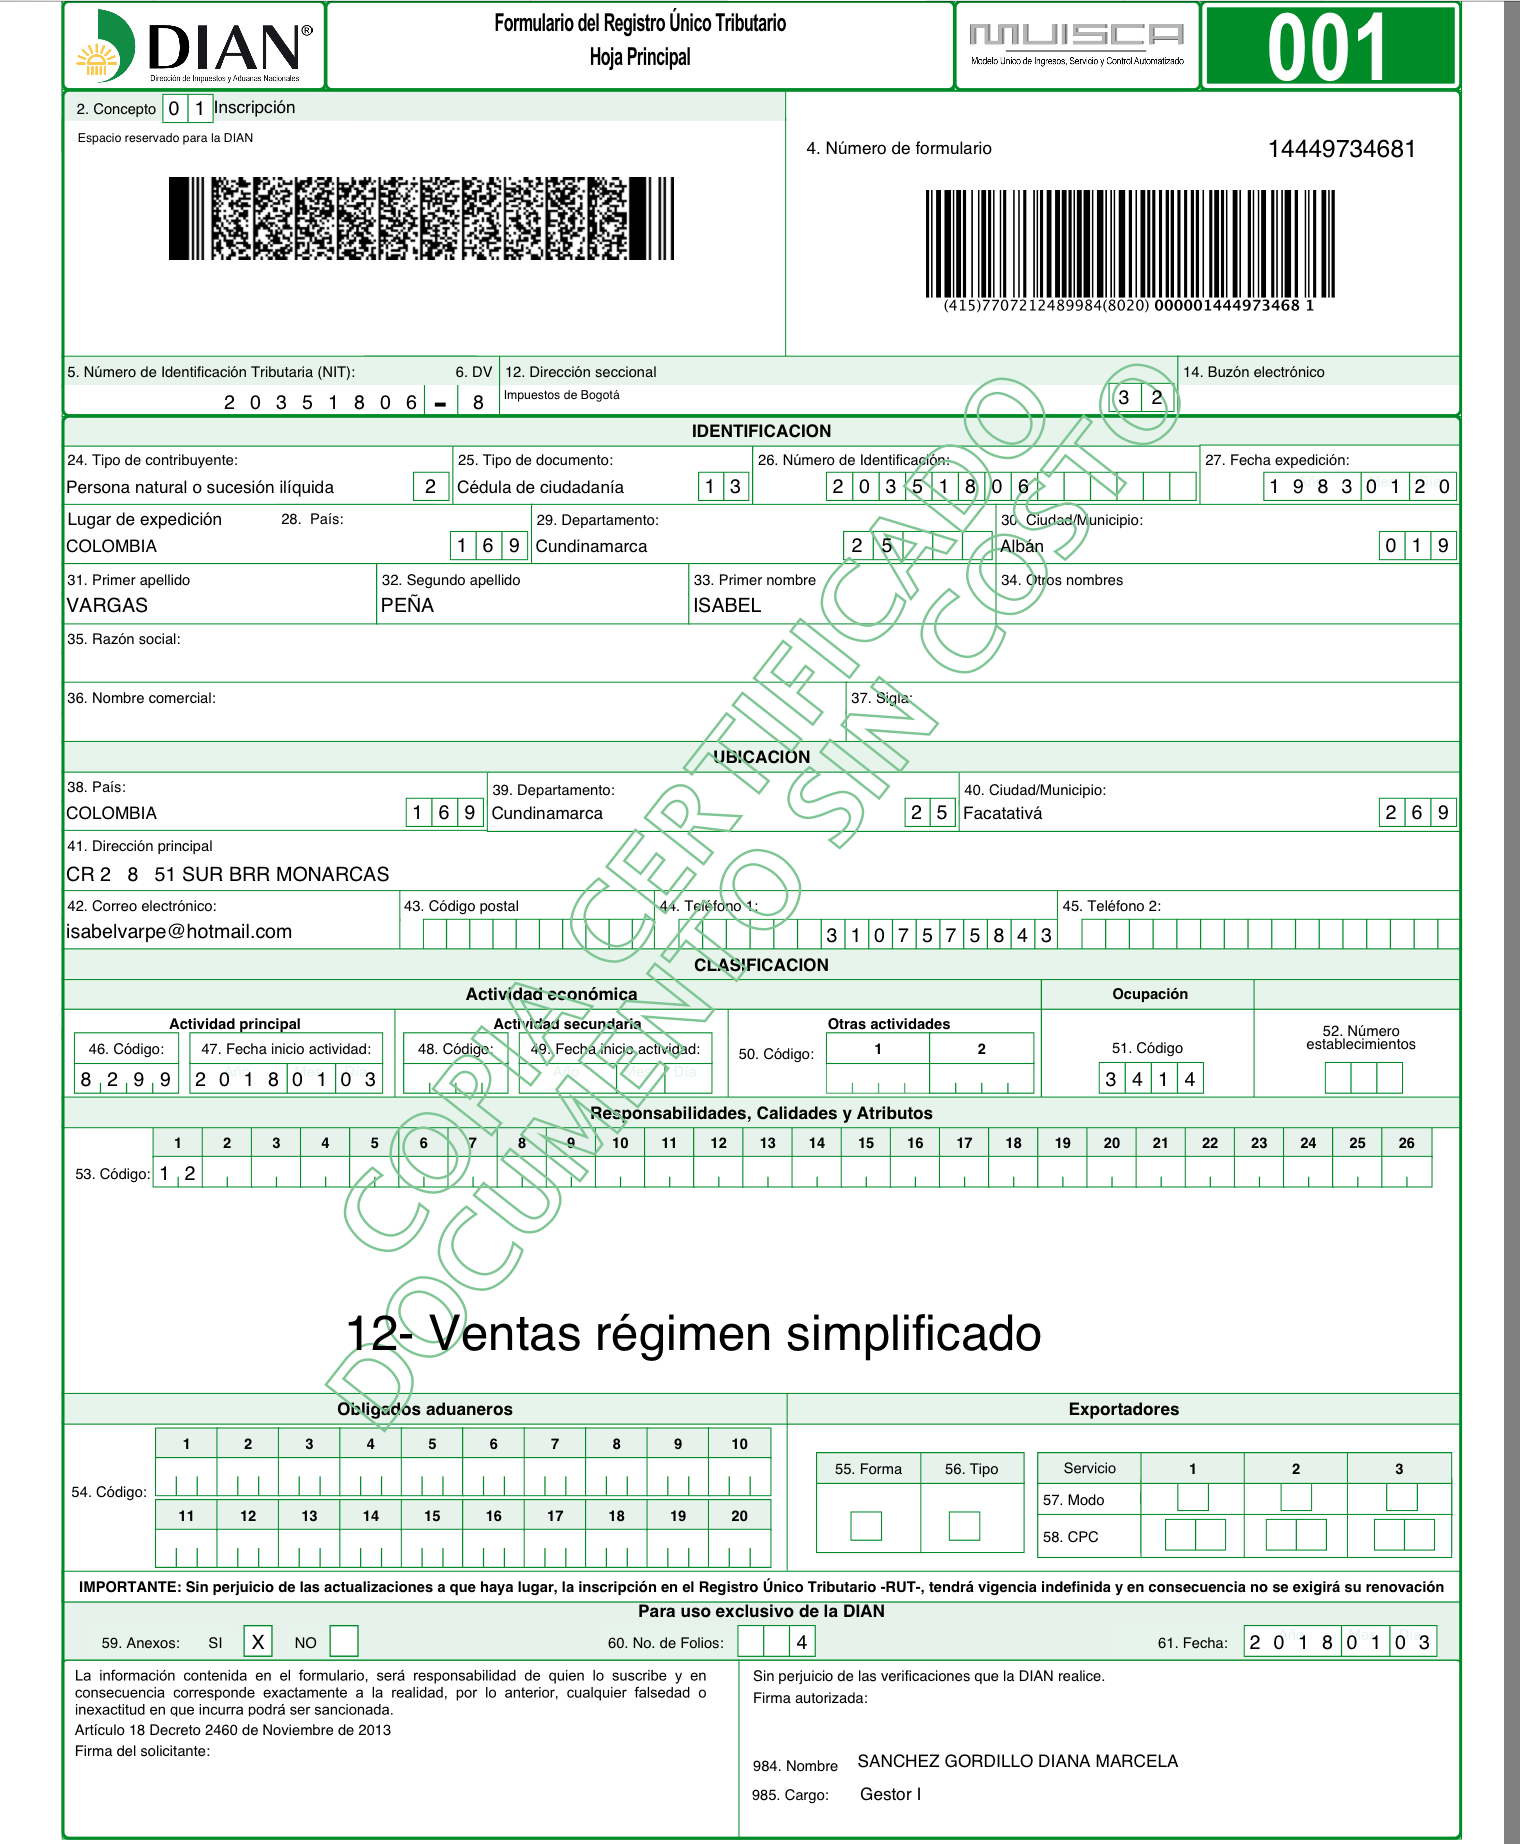 DIAN®
Dirección de Impuestos y Aduanas Nacionales
Formulario del Registro Único Tributario
Hoja Principal
MUISCA
Modelo Unico de Ingresos, Servicio y Control Automatizado
001
2. Concepto 0 1 Inscripción
Espacio reservado para la DIAN
4. Número de formulario 14449734681
(415)7707212489984(8020) 000001444973468 1
5. Número de Identificación Tributaria (NIT): 6. DV 12. Dirección seccional 14. Buzón electrónico
2 0 3 5 1 8 0 6 - 8 Impuestos de Bogotá 3 2
IDENTIFICACION
24. Tipo de contribuyente: 25. Tipo de documento: 26. Número de Identificación: 27. Fecha expedición:
Persona natural o sucesión ilíquida 2 Cédula de ciudadanía 1 3 2 0 3 5 1 8 0 6 1 9 8 3 0 1 2 0
Lugar de expedición 28. País: 29. Departamento: 30. Ciudad/Municipio:
COLOMBIA 1 6 9 Cundinamarca 2 5 Albán 0 1 9
31. Primer apellido 32. Segundo apellido 33. Primer nombre 34. Otros nombres
VARGAS PEÑA ISABEL
35. Razón social:
36. Nombre comercial: 37. Sigla:
UBICACION
38. País: 39. Departamento: 40. Ciudad/Municipio:
COLOMBIA 1 6 9 Cundinamarca 2 5 Facatativá 2 6 9
41. Dirección principal
CR 2 8 51 SUR BRR MONARCAS
42. Correo electrónico: 43. Código postal 44. Teléfono 1: 45. Teléfono 2:
isabelvarpe@hotmail.com 3 1 0 7 5 7 5 8 4 3
CLASIFICACION
Actividad económica Ocupación
Actividad principal Actividad secundaria Otras actividades 52. Número establecimientos
46. Código: 47. Fecha inicio actividad: 48. Código: 49. Fecha inicio actividad: 50. Código: 1 2 51. Código
8 2 9 9 2 0 1 8 0 1 0 3 Año Mes Día 3 4 1 4
Responsabilidades, Calidades y Atributos
1 2 3 4 5 6 7 8 9 10 11 12 13 14 15 16 17 18 19 20 21 22 23 24 25 26
53. Código: 1 2
12- Ventas régimen simplificado
COPIA CERTIFICADO
DOCUMENTO SIN COSTO
Obligados aduaneros Exportadores
1 2 3 4 5 6 7 8 9 10
54. Código:
11 12 13 14 15 16 17 18 19 20
55. Forma 56. Tipo Servicio 1 2 3
57. Modo
58. CPC
IMPORTANTE: Sin perjuicio de las actualizaciones a que haya lugar, la inscripción en el Registro Único Tributario -RUT-, tendrá vigencia indefinida y en consecuencia no se exigirá su renovación
Para uso exclusivo de la DIAN
59. Anexos: SI X NO 60. No. de Folios: 4 61. Fecha: 2 0 1 8 0 1 0 3
La información contenida en el formulario, será responsabilidad de quien lo suscribe y en
consecuencia corresponde exactamente a la realidad, por lo anterior, cualquier falsedad o
inexactitud en que incurra podrá ser sancionada.
Artículo 18 Decreto 2460 de Noviembre de 2013
Firma del solicitante:
Sin perjuicio de las verificaciones que la DIAN realice.
Firma autorizada:
984. Nombre SANCHEZ GORDILLO DIANA MARCELA
985. Cargo: Gestor I